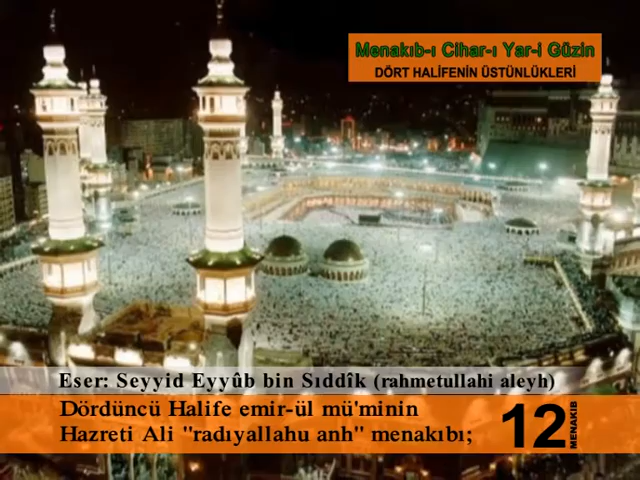 Menakıb-ı Cihar-ı Yar-i Güzin
DÖRT HALİFENİN ÜSTÜNLÜKLERİ
Eser: Seyyid Eyyûb bin Sıddîk (rahmetullahi aleyh)
Dördüncü Halife emir-ül mü'minin
Hazreti Ali "radıyallahu anh" menakıbı;
12
MENAKIB